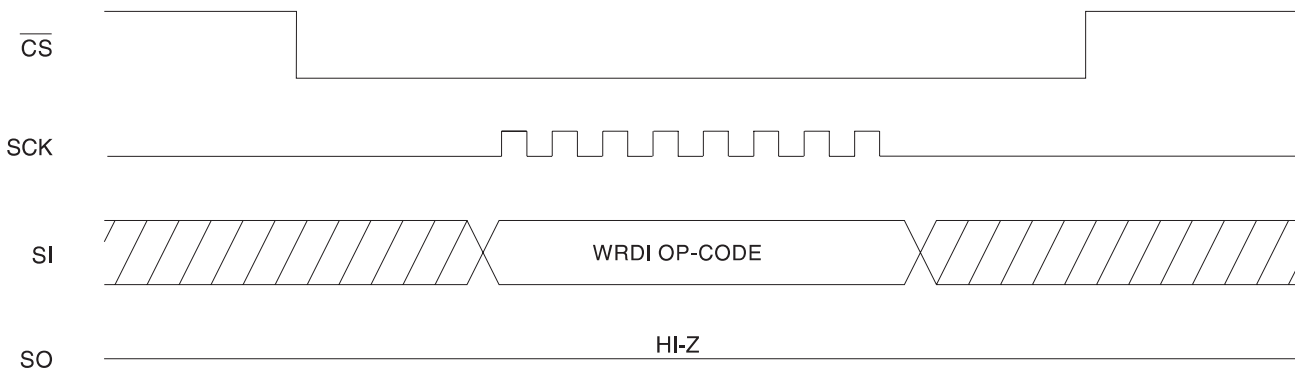 CS
SCK
SI
WRDI OP-CODE
SO
HI-Z